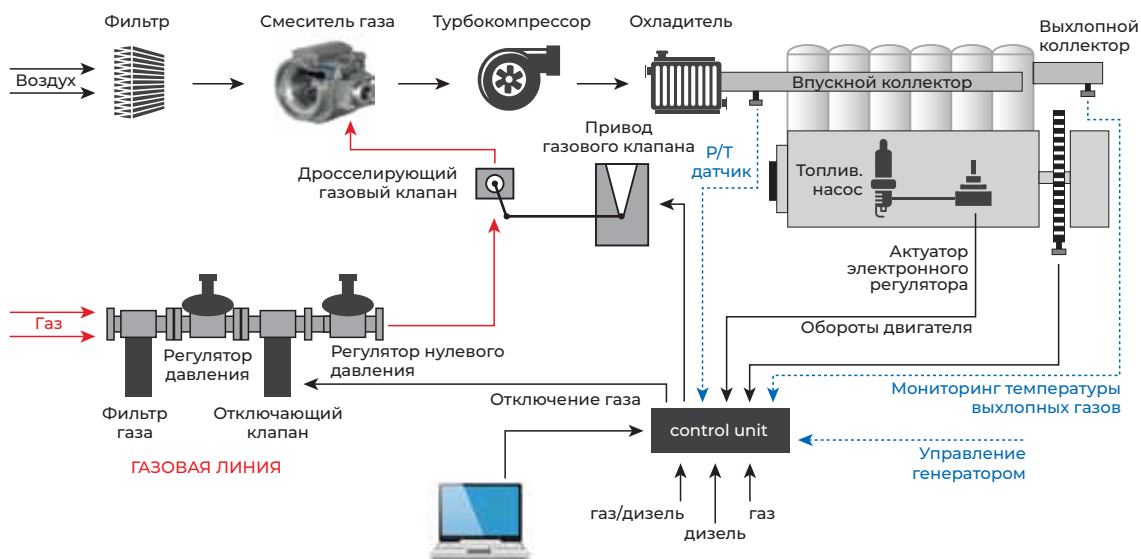 Фильтр
Смеситель газа
Турбокомпрессор
Охладитель
Выхлопной
коллектор
Воздух
Впускной коллектор
Привод
газового клапана
P/T
датчик
Дросселирующий
газовый клапан
Топлив.
насос
Актуатор
электронного
регулятора
Газ
Обороты двигателя
Регулятор
давления
Регулятор нулевого
давления
Мониторинг температуры
выхлопных газов
Отключение газа
Фильтр
газа
Отключающий
клапан
control unit
ГАЗОВАЯ ЛИНИЯ
Управление
генератором
газ/дизель
дизель
газ